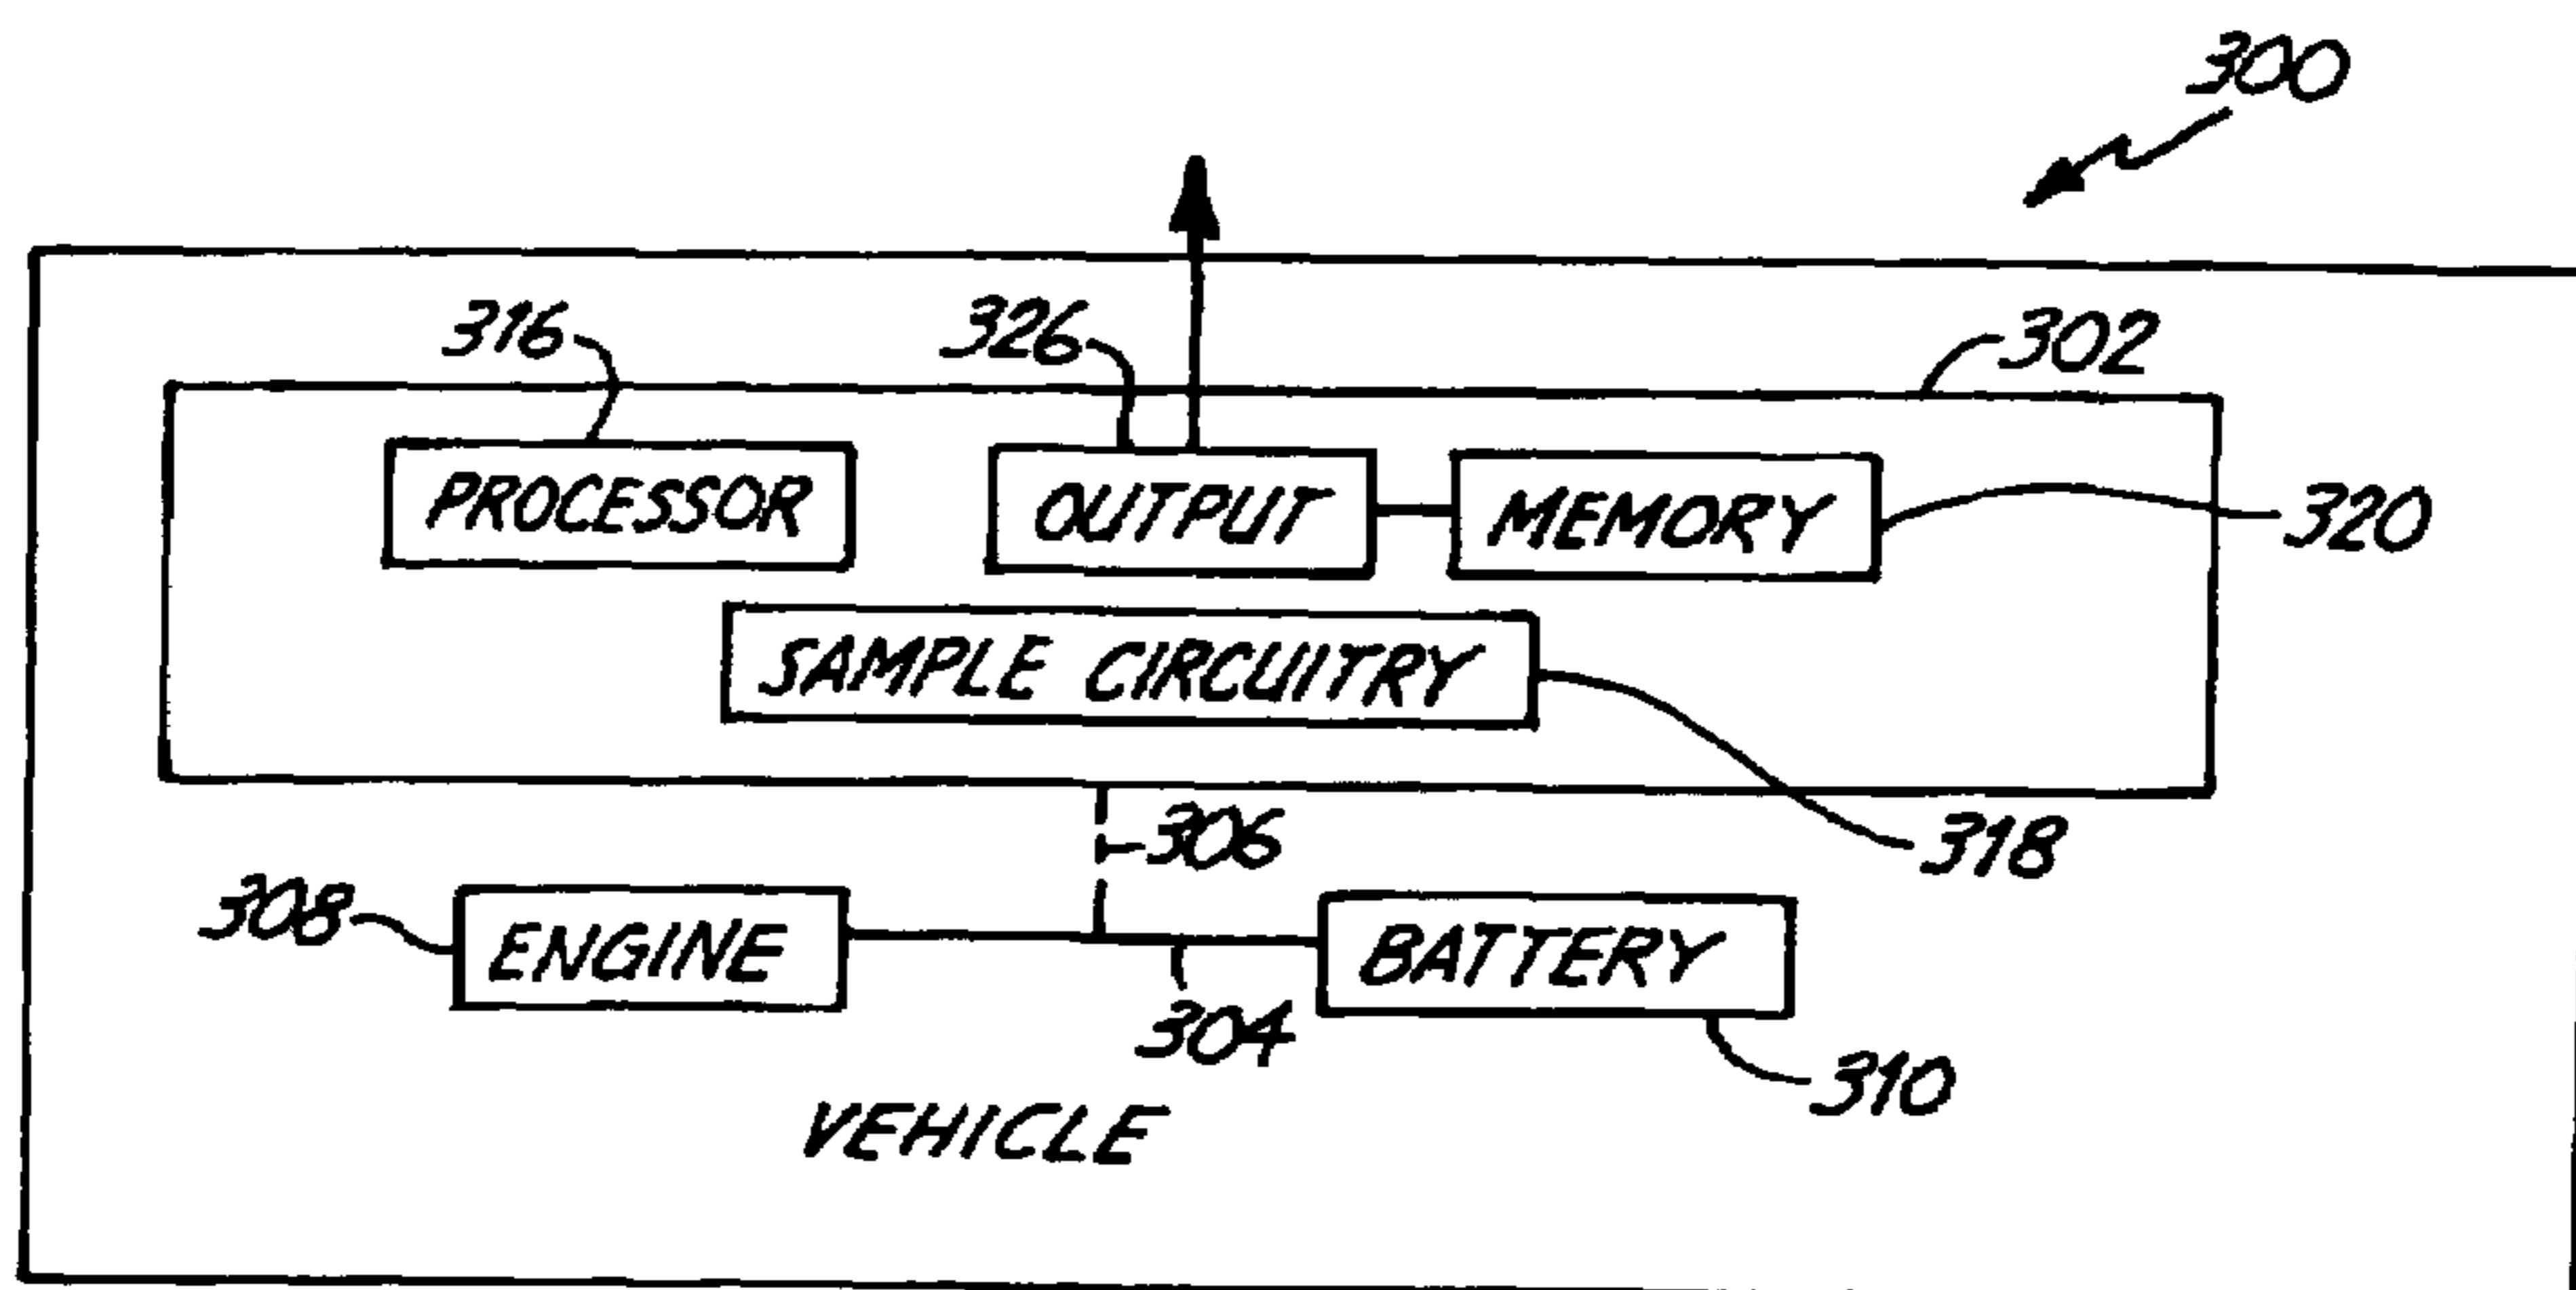 300
316
326
302
PROCESSOR
OUTPUT
MEMORY
320
SAMPLE CIRCUITRY
306
318
308
ENGINE
BATTERY
304
310
VEHICLE